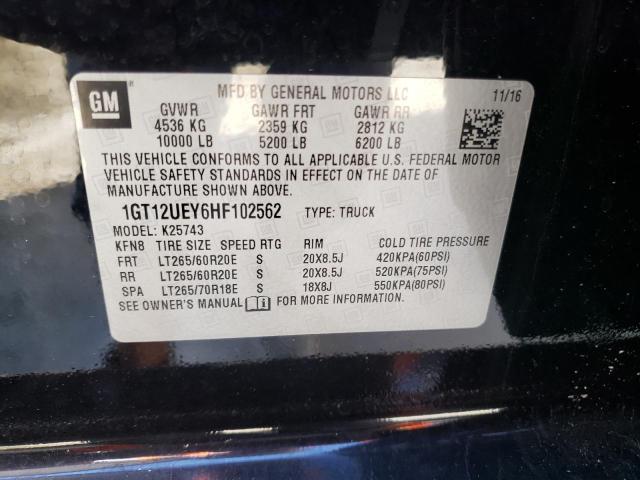 GM
MFD BY GENERAL MOTORS LLC 11/16
GVWR GAWR FRT GAWR RR
4536 KG 2359 KG 2812 KG
10000 LB 5200 LB 6200 LB
THIS VEHICLE CONFORMS TO ALL APPLICABLE U.S. FEDERAL MOTOR
VEHICLE SAFETY STANDARDS IN EFFECT ON THE DATE OF
MANUFACTURE SHOWN ABOVE.
1GT12UEY6HF102562 TYPE: TRUCK
MODEL: K25743
KFN8 TIRE SIZE SPEED RTG RIM COLD TIRE PRESSURE
FRT LT265/60R20E S 20X8.5J 420KPA(60PSI)
RR LT265/60R20E S 20X8.5J 520KPA(75PSI)
SPA LT265/70R18E S 18X8J 550KPA(80PSI)
SEE OWNER'S MANUAL FOR MORE INFORMATION.